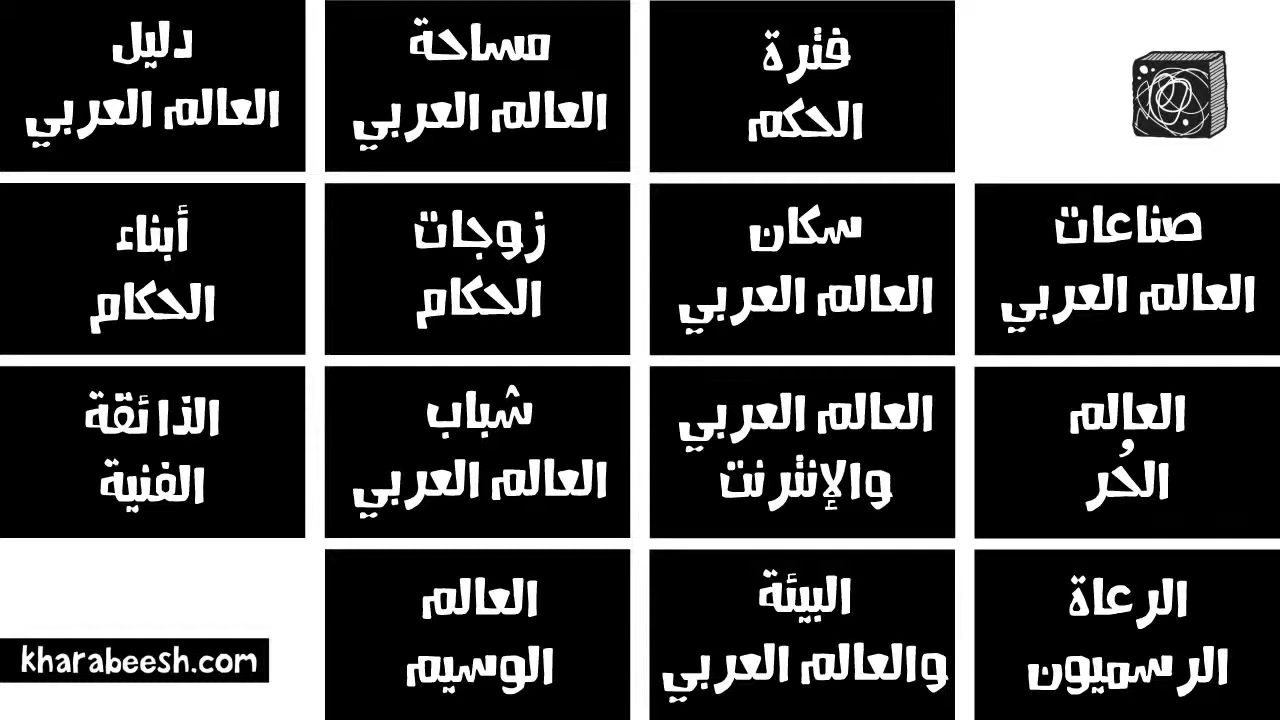 فترة
الحكم
مساحة
العالم العربي
دليل
العالم العربي
صناعات
العالم العربي
سكان
العالم العربي
زوجات
الحكام
أبناء
الحكام
العالم
الحُر
العالم العربي
والإنترنت
شباب
العالم العربي
الذائقة
الفنية
الرعاة
الرسميون
البيئة
والعالم العربي
العالم
الوسيم
kharabeesh.com